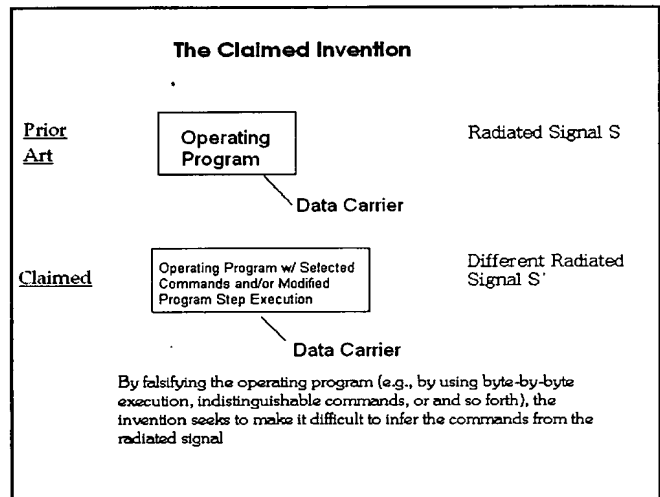 The Claimed Invention
Prior
Art
Operating
Program
Radiated Signal S
Data Carrier
Claimed
Operating Program w/ Selected
Commands and/or Modified
Program Step Execution
Different Radiated
Signal S'
Data Carrier
By falsifying the operating program (e.g., by using byte-by-byte
execution, indistinguishable commands, or and so forth), the
invention seeks to make it difficult to infer the commands from the
radiated signal